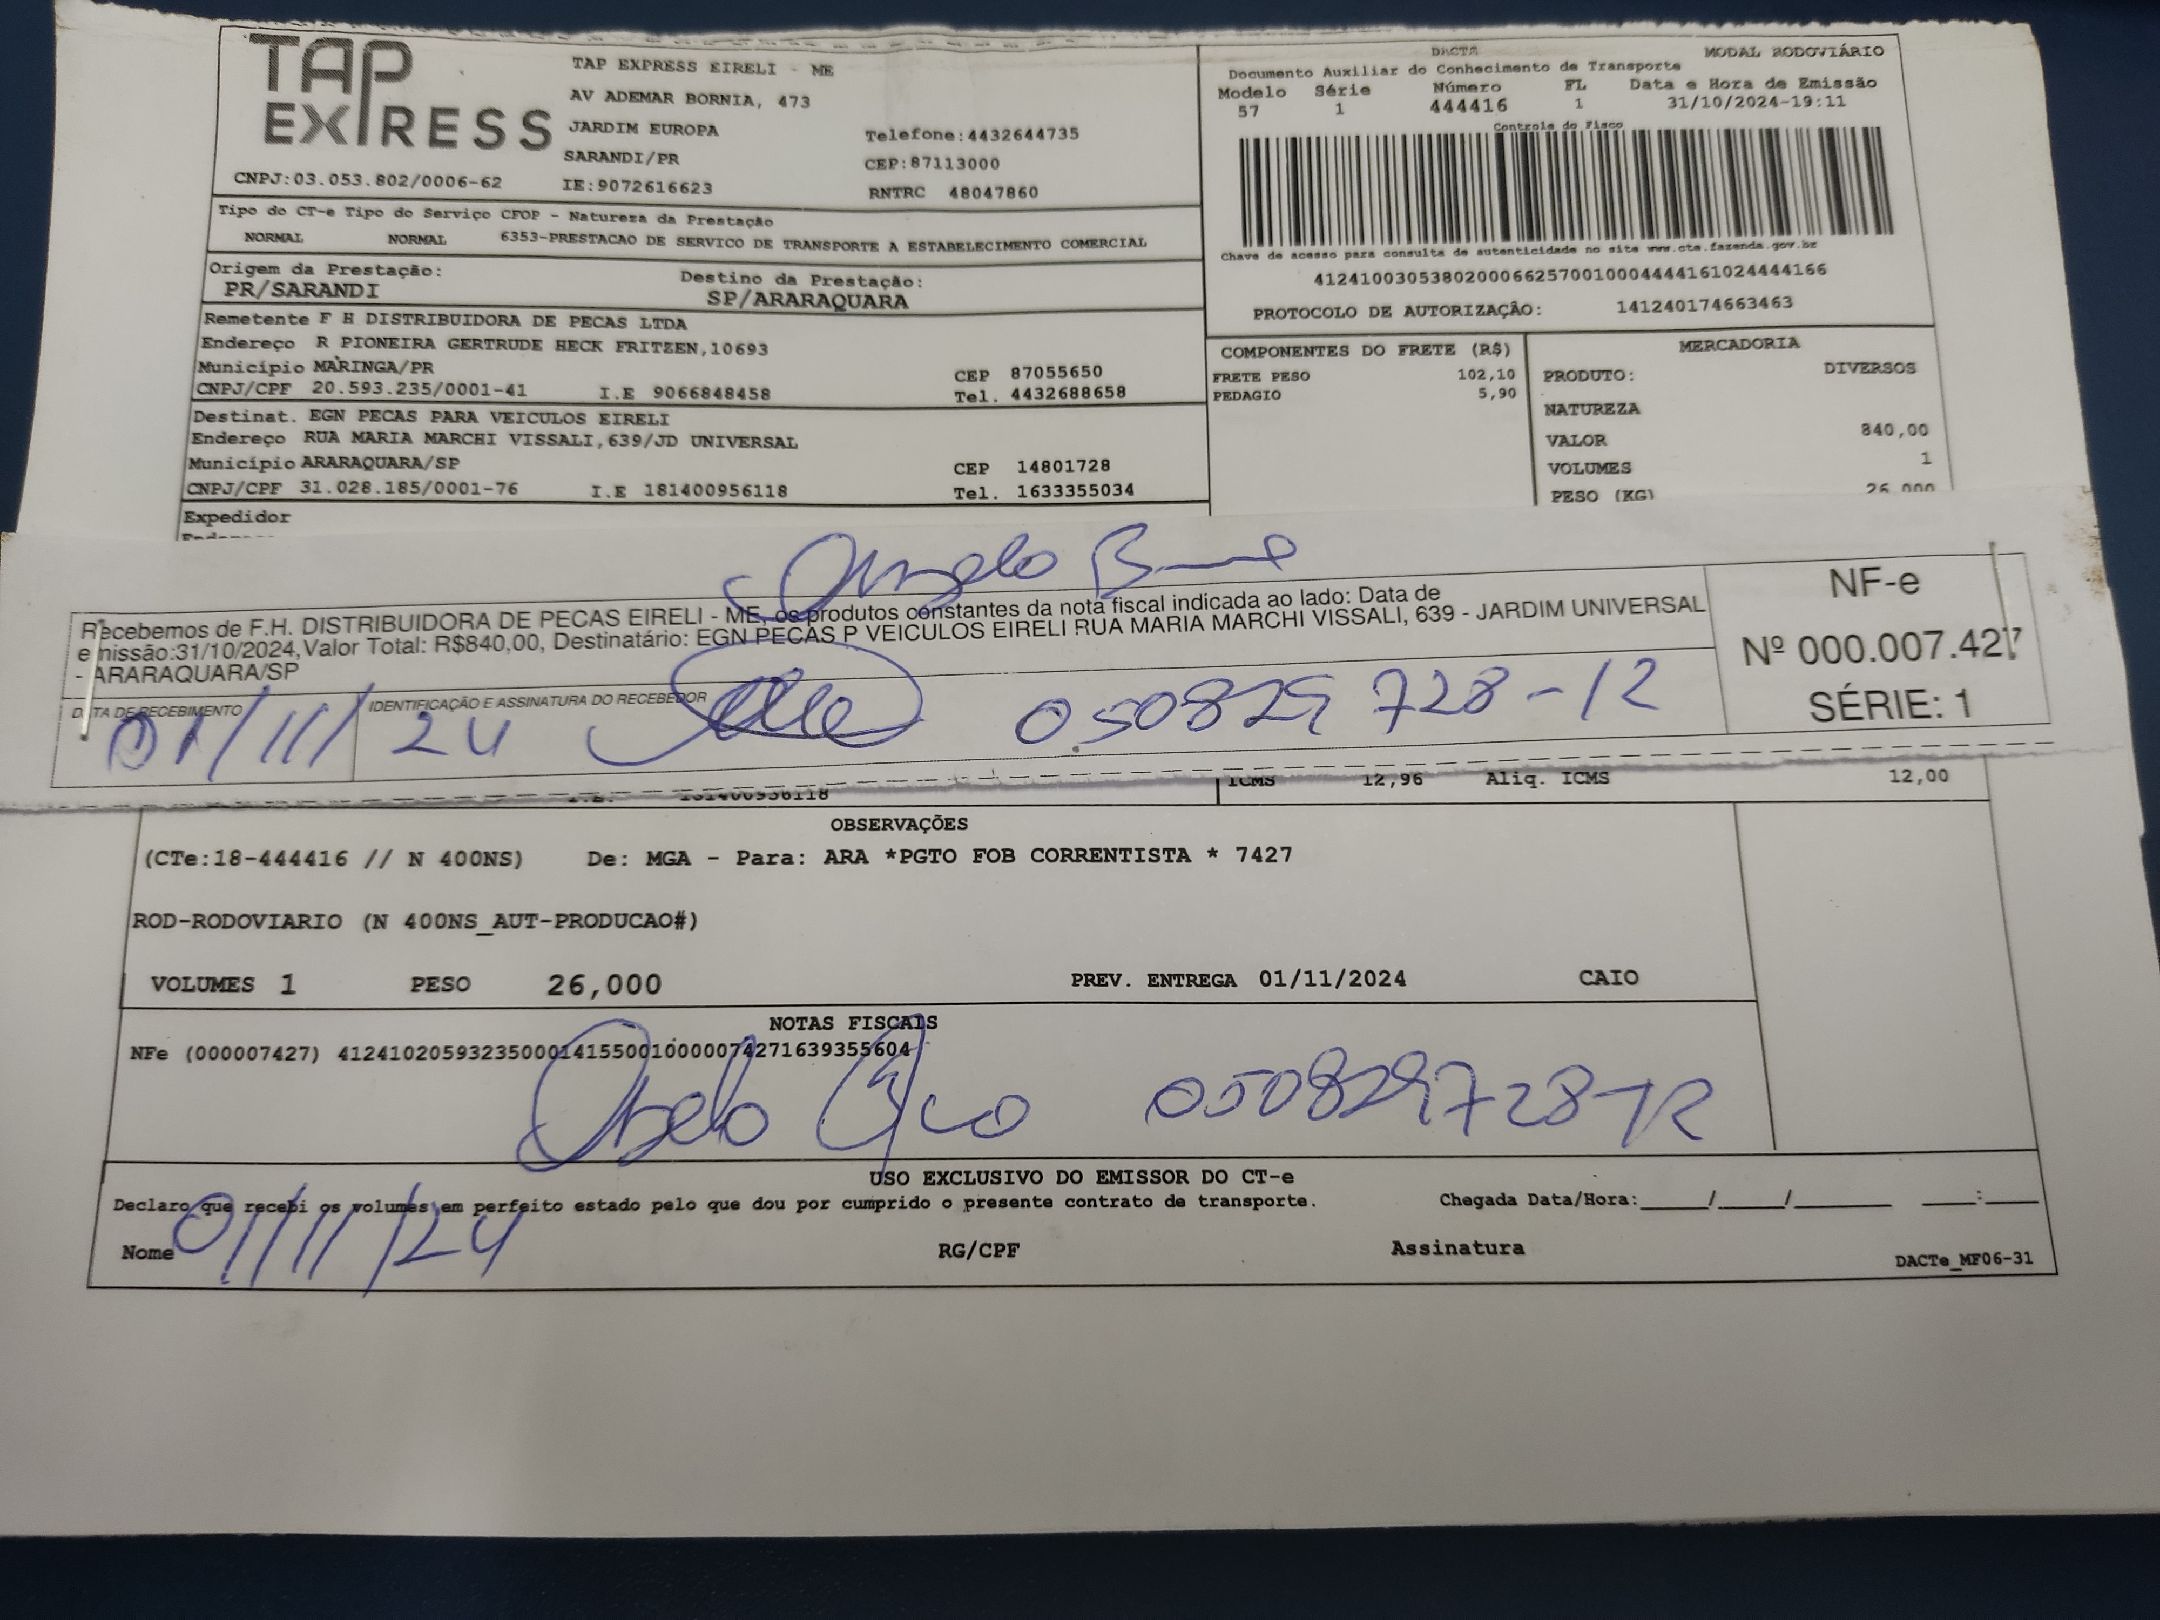 TAP EXPRESS
TAP EXPRESS EIRELI - ME
AV ADEMAR BORNIA, 473
JARDIM EUROPA
Telefone:4432644735
SARANDI/PR
CEP:87113000
CNPJ:03.053.802/0006-62 IE:9072616623
RNTRC 48047860
DACTE
MODAL RODOVIÁRIO
Documento Auxiliar do Conhecimento de Transporte
Modelo Série Número FL Data e Hora de Emissão
57 1 444416 1 31/10/2024-19:11
Controle do Fisco
Chave de acesso para consulta de autenticidade no site www.cte.fazenda.gov.br
41241003053802000662570010004444161024444166
PROTOCOLO DE AUTORIZAÇÃO: 141240174663463
Tipo do CT-e Tipo do Serviço CFOP - Natureza da Prestação
NORMAL NORMAL 6353-PRESTACAO DE SERVICO DE TRANSPORTE A ESTABELECIMENTO COMERCIAL
Origem da Prestação: Destino da Prestação:
PR/SARANDI SP/ARARAQUARA
Remetente F H DISTRIBUIDORA DE PECAS LTDA
Endereço R PIONEIRA GERTRUDE HECK FRITZEN,10693
Município MARINGA/PR CEP 87055650
CNPJ/CPF 20.593.235/0001-41 I.E 9066848458 Tel. 4432688658
Destinat. EGN PECAS PARA VEICULOS EIRELI
Endereço RUA MARIA MARCHI VISSALI,639/JD UNIVERSAL
Município ARARAQUARA/SP CEP 14801728
CNPJ/CPF 31.028.185/0001-76 I.E 181400956118 Tel. 1633355034
Expedidor
COMPONENTES DO FRETE (R$)
FRETE PESO 102,10
PEDAGIO 5,90
MERCADORIA
PRODUTO: DIVERSOS
NATUREZA
VALOR 840,00
VOLUMES 1
PESO (KG) 26,000
Recebemos de F.H. DISTRIBUIDORA DE PECAS EIRELI - ME, os produtos constantes da nota fiscal indicada ao lado: Data de
emissão:31/10/2024,Valor Total: R$840,00, Destinatário: EGN PECAS P VEICULOS EIRELI RUA MARIA MARCHI VISSALI, 639 - JARDIM UNIVERSAL
- ARARAQUARA/SP
DATA DE RECEBIMENTO IDENTIFICAÇÃO E ASSINATURA DO RECEBEDOR
01/11/24 050829728-12
NF-e
Nº 000.007.427
SÉRIE: 1
I.E. 181400956118 ICMS 12,96 Aliq. ICMS 12,00
OBSERVAÇÕES
(CTe:18-444416 // N 400NS) De: MGA - Para: ARA *PGTO FOB CORRENTISTA * 7427
ROD-RODOVIARIO (N 400NS_AUT-PRODUCAO#)
VOLUMES 1 PESO 26,000 PREV. ENTREGA 01/11/2024 CAIO
NOTAS FISCAIS
NFe (000007427) 41241020593235000141550010000074271639355604
050829728-12
USO EXCLUSIVO DO EMISSOR DO CT-e
Declaro que recebi os volumes em perfeito estado pelo que dou por cumprido o presente contrato de transporte. Chegada Data/Hora:_____/_____/_______ ____:____
01/11/24
Nome RG/CPF Assinatura DACTe_MF06-31